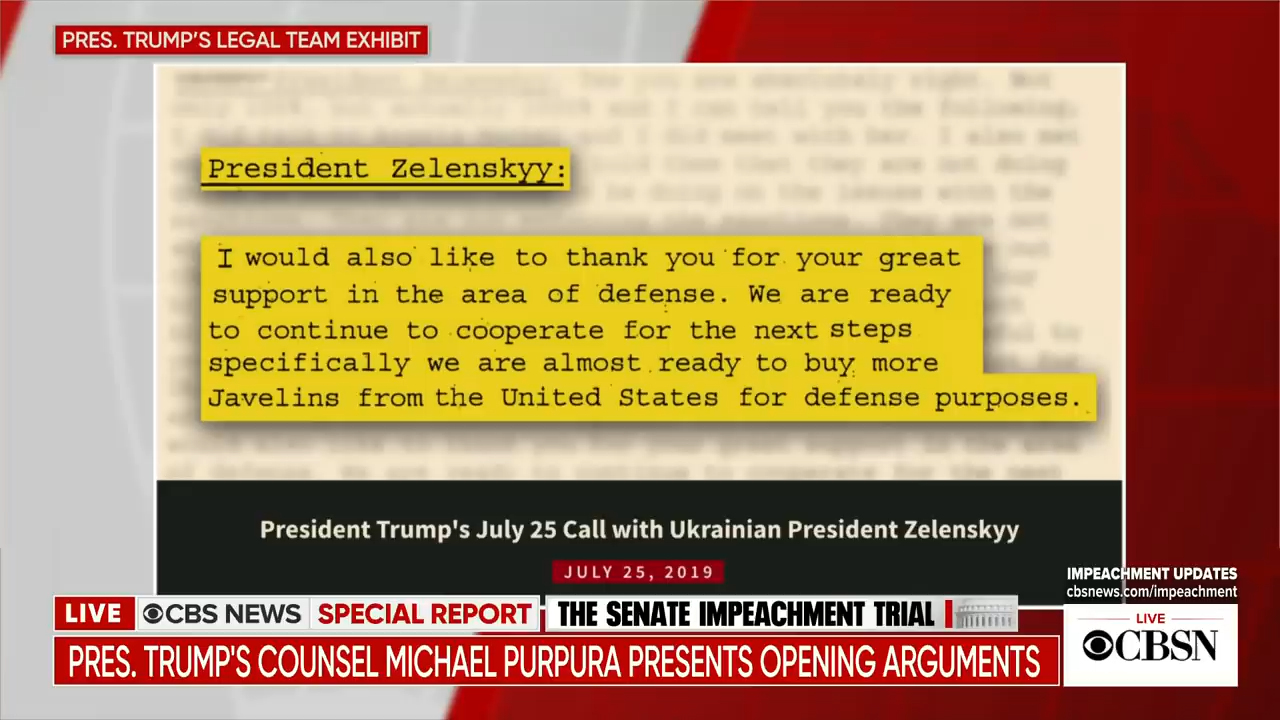 PRES. TRUMP'S LEGAL TEAM EXHIBIT
President Zelenskyy:
I would also like to thank you for your great
support in the area of defense. We are ready
to continue to cooperate for the next steps
specifically we are almost ready to buy more
Javelins from the United States for defense purposes.
President Trump's July 25 Call with Ukrainian President Zelenskyy
JULY 25, 2019
IMPEACHMENT UPDATES
cbsnews.com/impeachment
LIVE CBS NEWS SPECIAL REPORT THE SENATE IMPEACHMENT TRIAL
PRES. TRUMP'S COUNSEL MICHAEL PURPURA PRESENTS OPENING ARGUMENTS
LIVE
CBSN